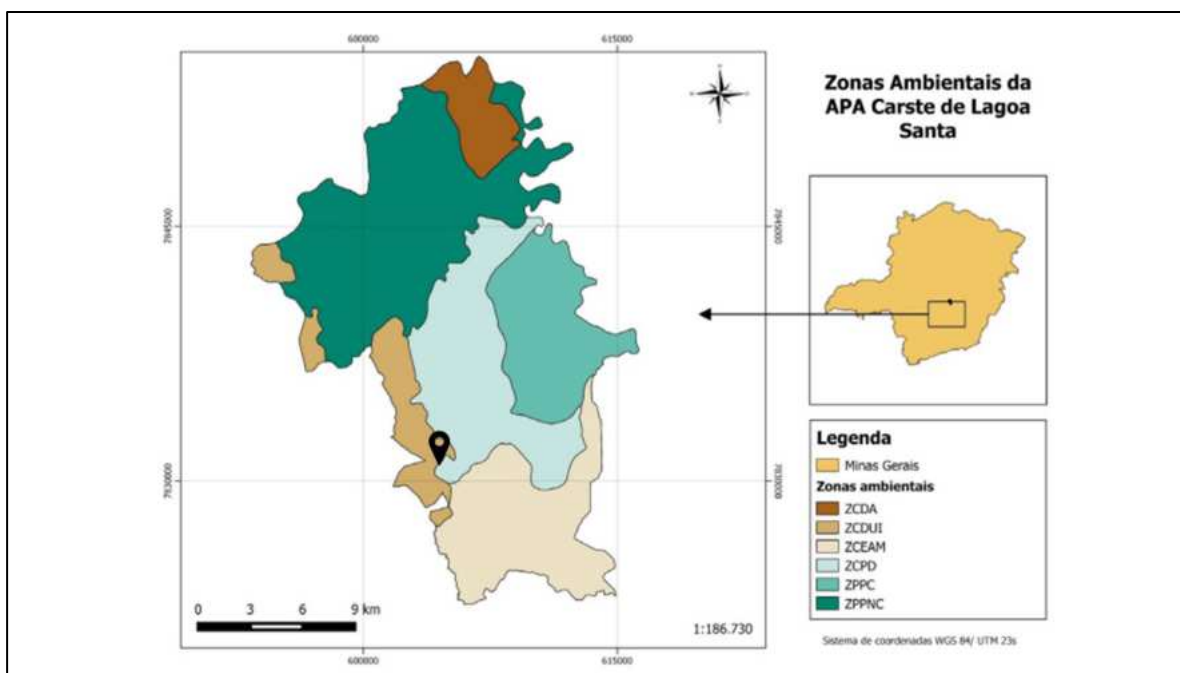 600000
615000
Zonas Ambientais da
APA Carste de Lagoa
Santa
7845000
7845000
7830000
7830000
Legenda
Minas Gerais
Zonas ambientais
ZCDA
ZCDUI
ZCEAM
ZCPD
ZPPC
ZPPNC
0 3 6 9 km
1:186.730
Sistema de coordenadas WGS 84/ UTM 23s
600000
615000